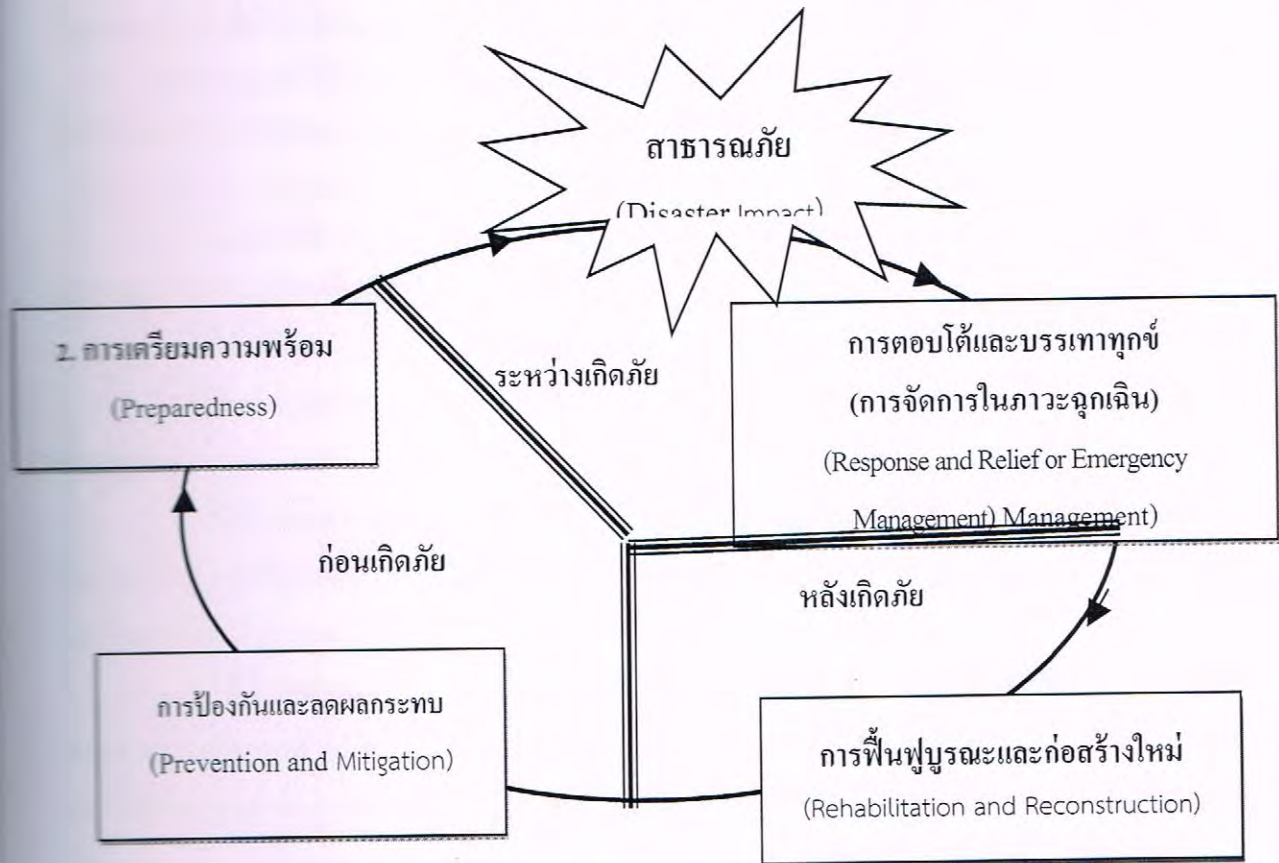 สาธารณภัย
(Disaster Impact)
2. การเตรียมความพร้อม
(Preparedness)
ระหว่างเกิดภัย
การตอบโต้และบรรเทาทุกข์
(การจัดการในภาวะฉุกเฉิน)
(Response and Relief or Emergency
Management) Management)
ก่อนเกิดภัย
หลังเกิดภัย
การป้องกันและลดผลกระทบ
(Prevention and Mitigation)
การฟื้นฟูบูรณะและก่อสร้างใหม่
(Rehabilitation and Reconstruction)